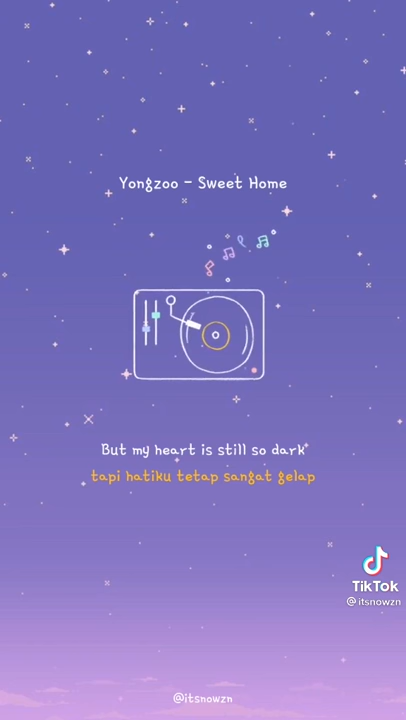 Yongzoo - Sweet Home
But my heart is still so dark
tapi hatiku tetap sangat gelap
TikTok
@itsnowzn
@itsnowzn